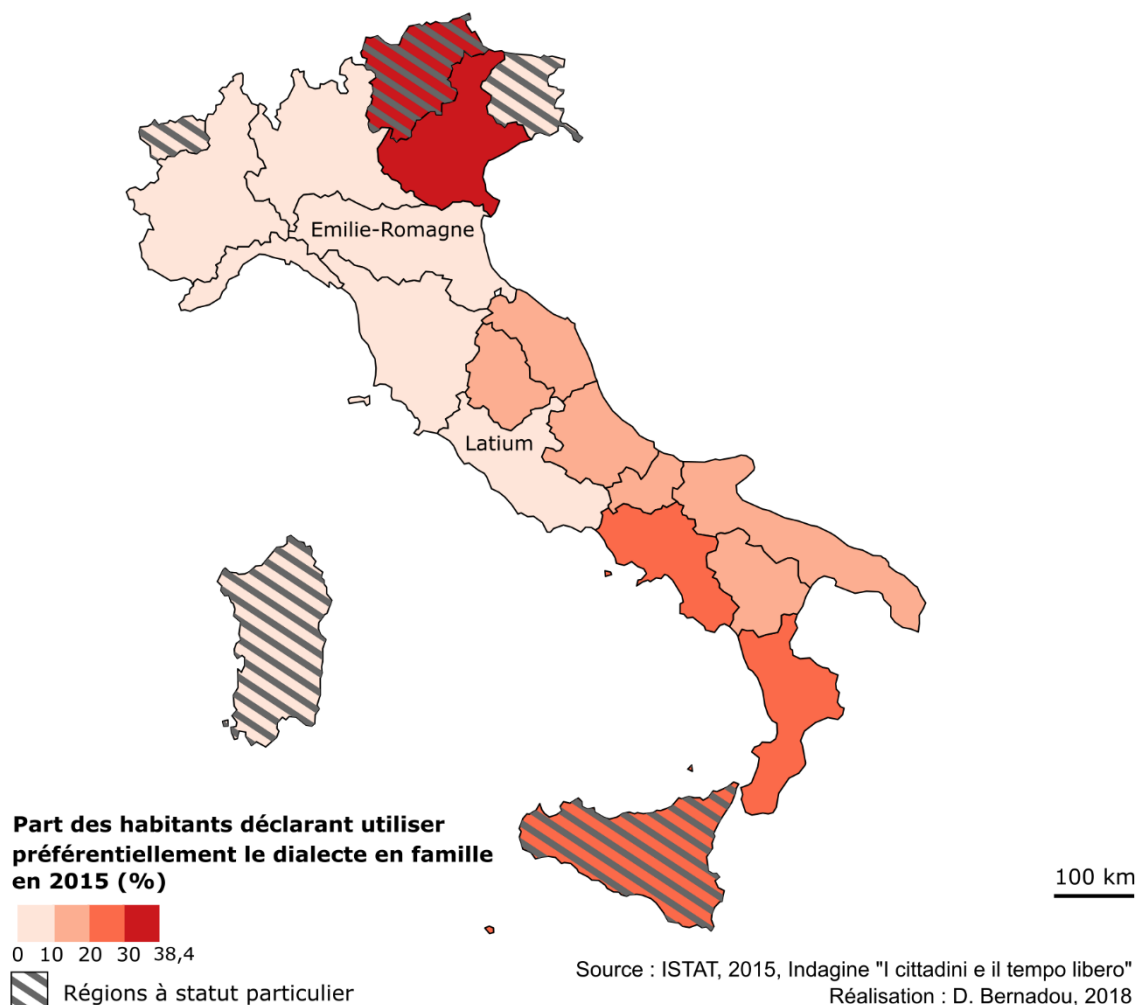 Emilie-Romagne
Latium
Part des habitants déclarant utiliser
préférentiellement le dialecte en famille
en 2015 (%)
0 10 20 30 38,4
Régions à statut particulier
100 km
Source : ISTAT, 2015, Indagine "I cittadini e il tempo libero"
Réalisation : D. Bernadou, 2018